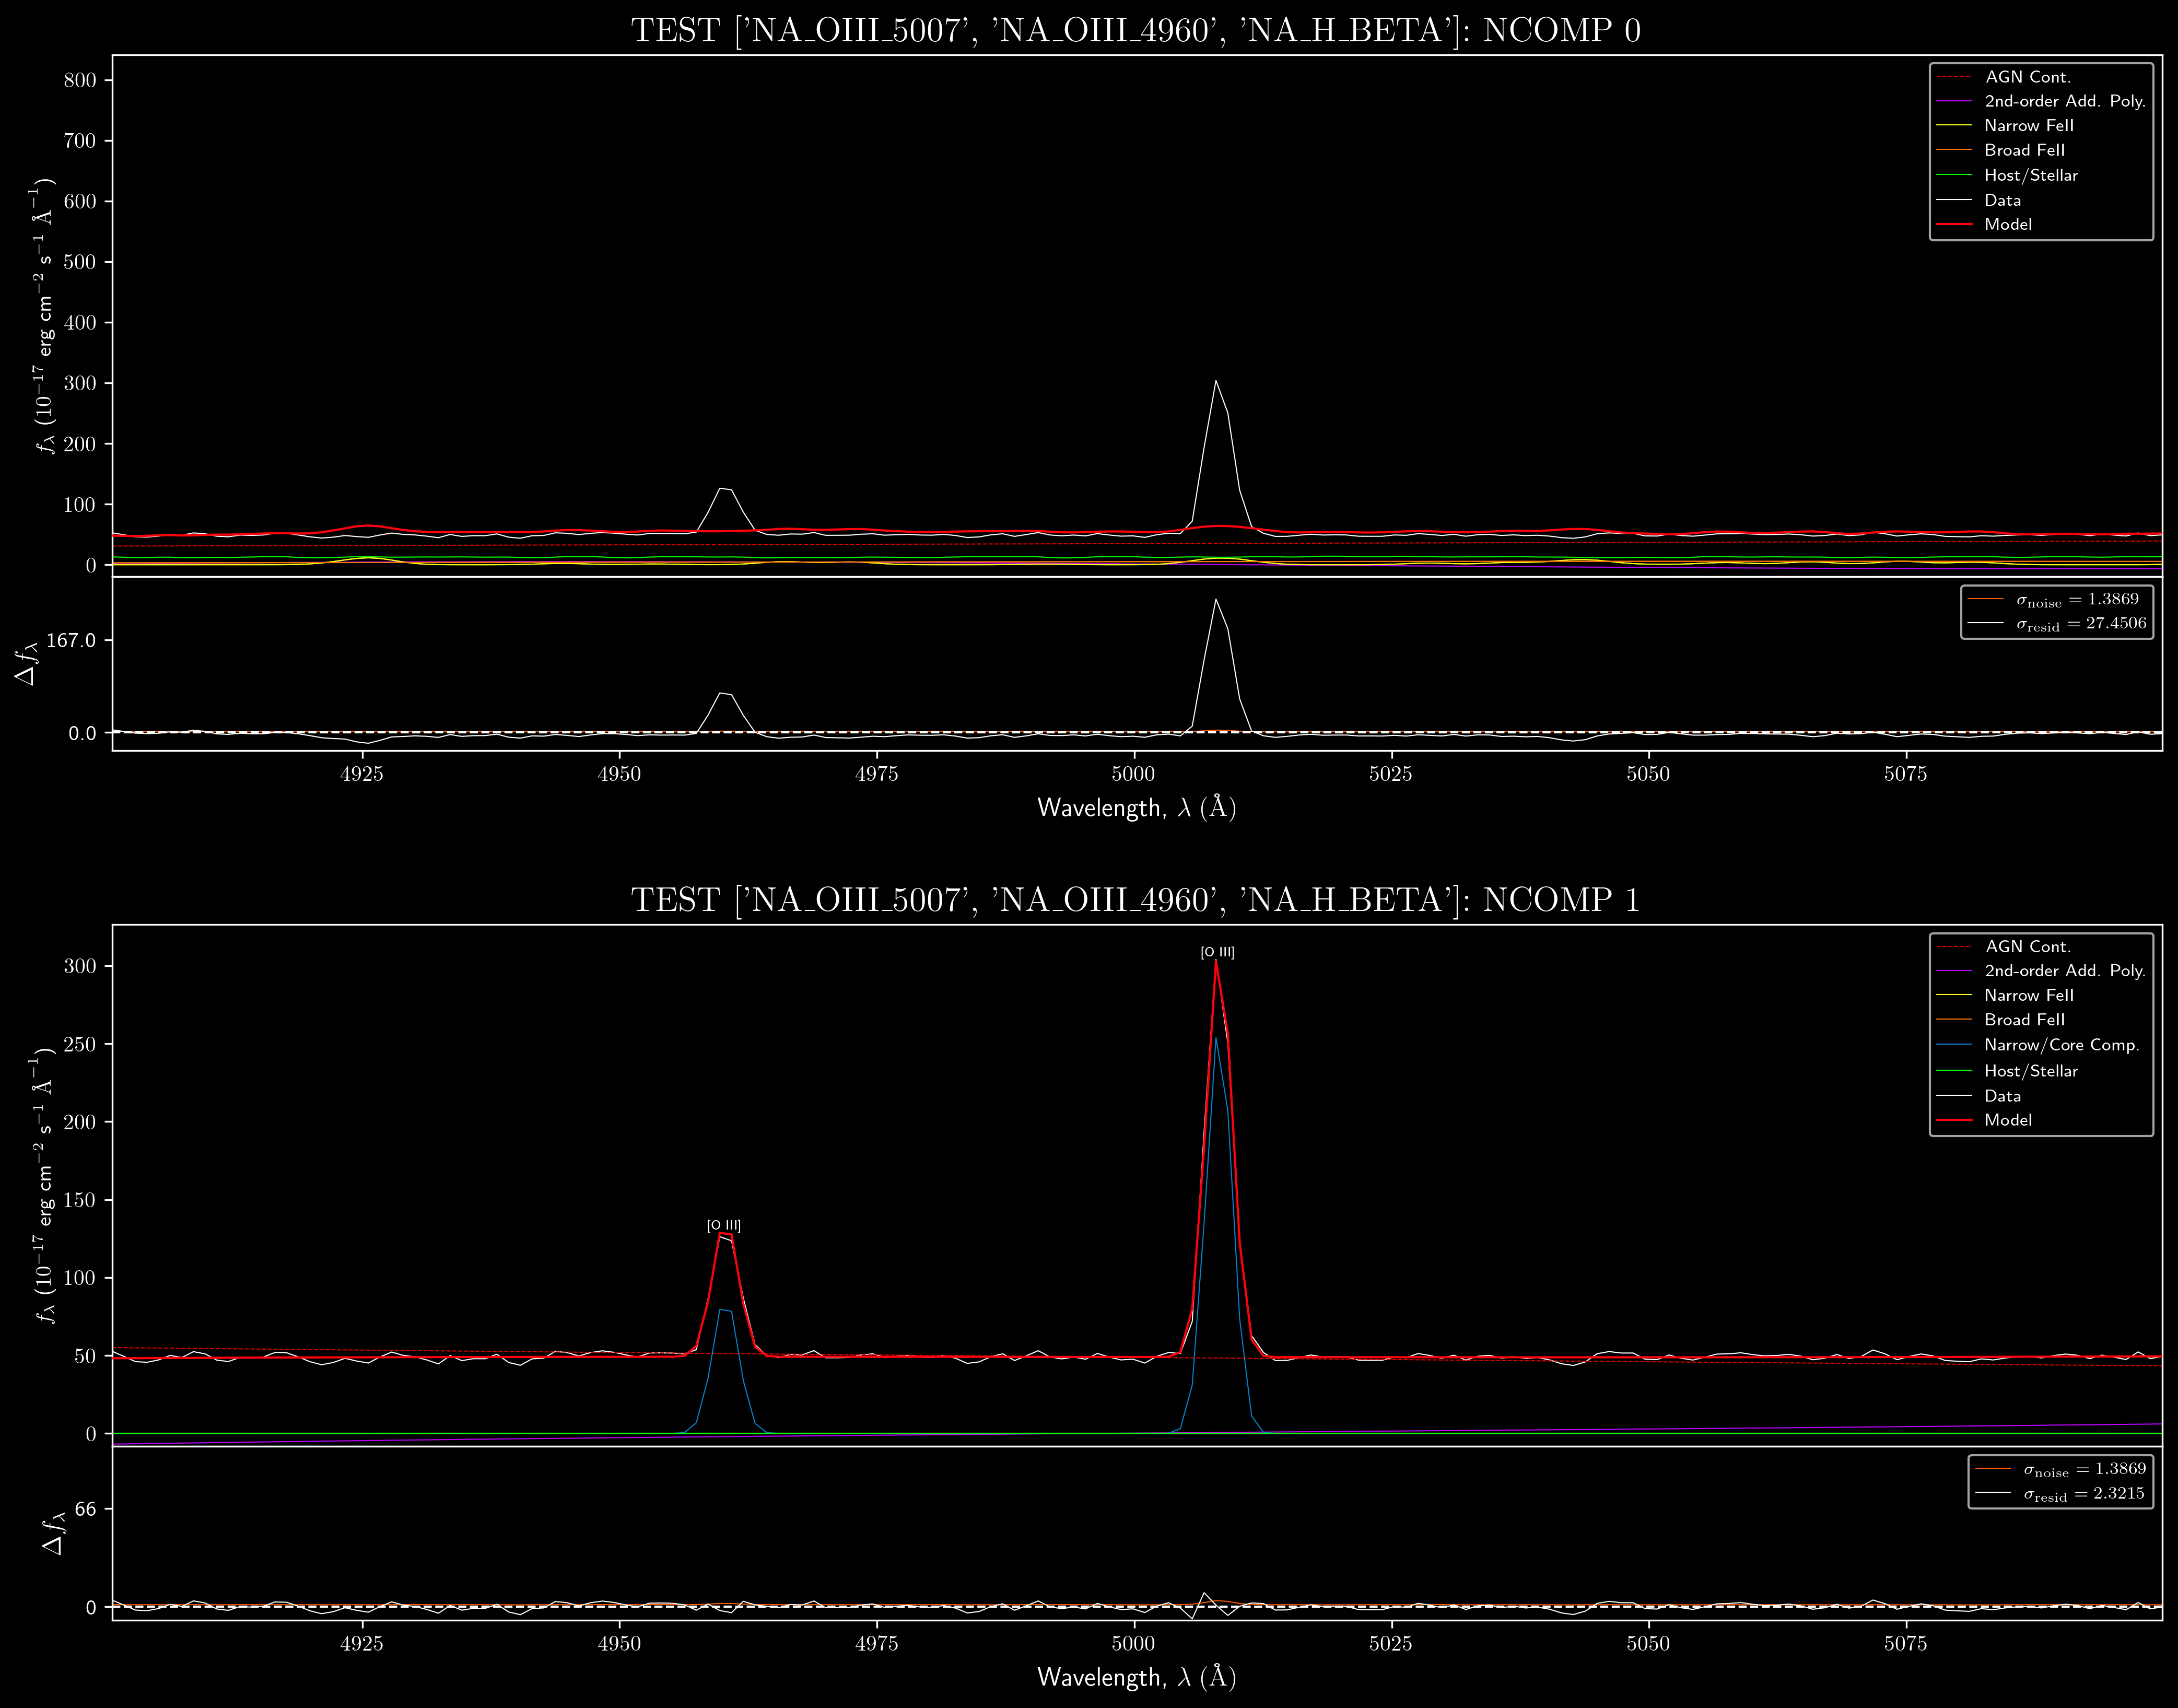 TEST ['NA_OIII_5007', 'NA_OIII_4960', 'NA_H_BETA']: NCOMP 0
800
700
600
500
400
300
200
100
0
fλ (10⁻¹⁷ erg cm⁻² s⁻¹ Å⁻¹)
AGN Cont.
2nd-order Add. Poly.
Narrow FeII
Broad FeII
Host/Stellar
Data
Model
167.0
0.0
Δfλ
σnoise = 1.3869
σresid = 27.4506
4925 4950 4975 5000 5025 5050 5075
Wavelength, λ (Å)
TEST ['NA_OIII_5007', 'NA_OIII_4960', 'NA_H_BETA']: NCOMP 1
300
250
200
150
100
50
0
fλ (10⁻¹⁷ erg cm⁻² s⁻¹ Å⁻¹)
[O III]
[O III]
AGN Cont.
2nd-order Add. Poly.
Narrow FeII
Broad FeII
Narrow/Core Comp.
Host/Stellar
Data
Model
66
0
Δfλ
σnoise = 1.3869
σresid = 2.3215
4925 4950 4975 5000 5025 5050 5075
Wavelength, λ (Å)